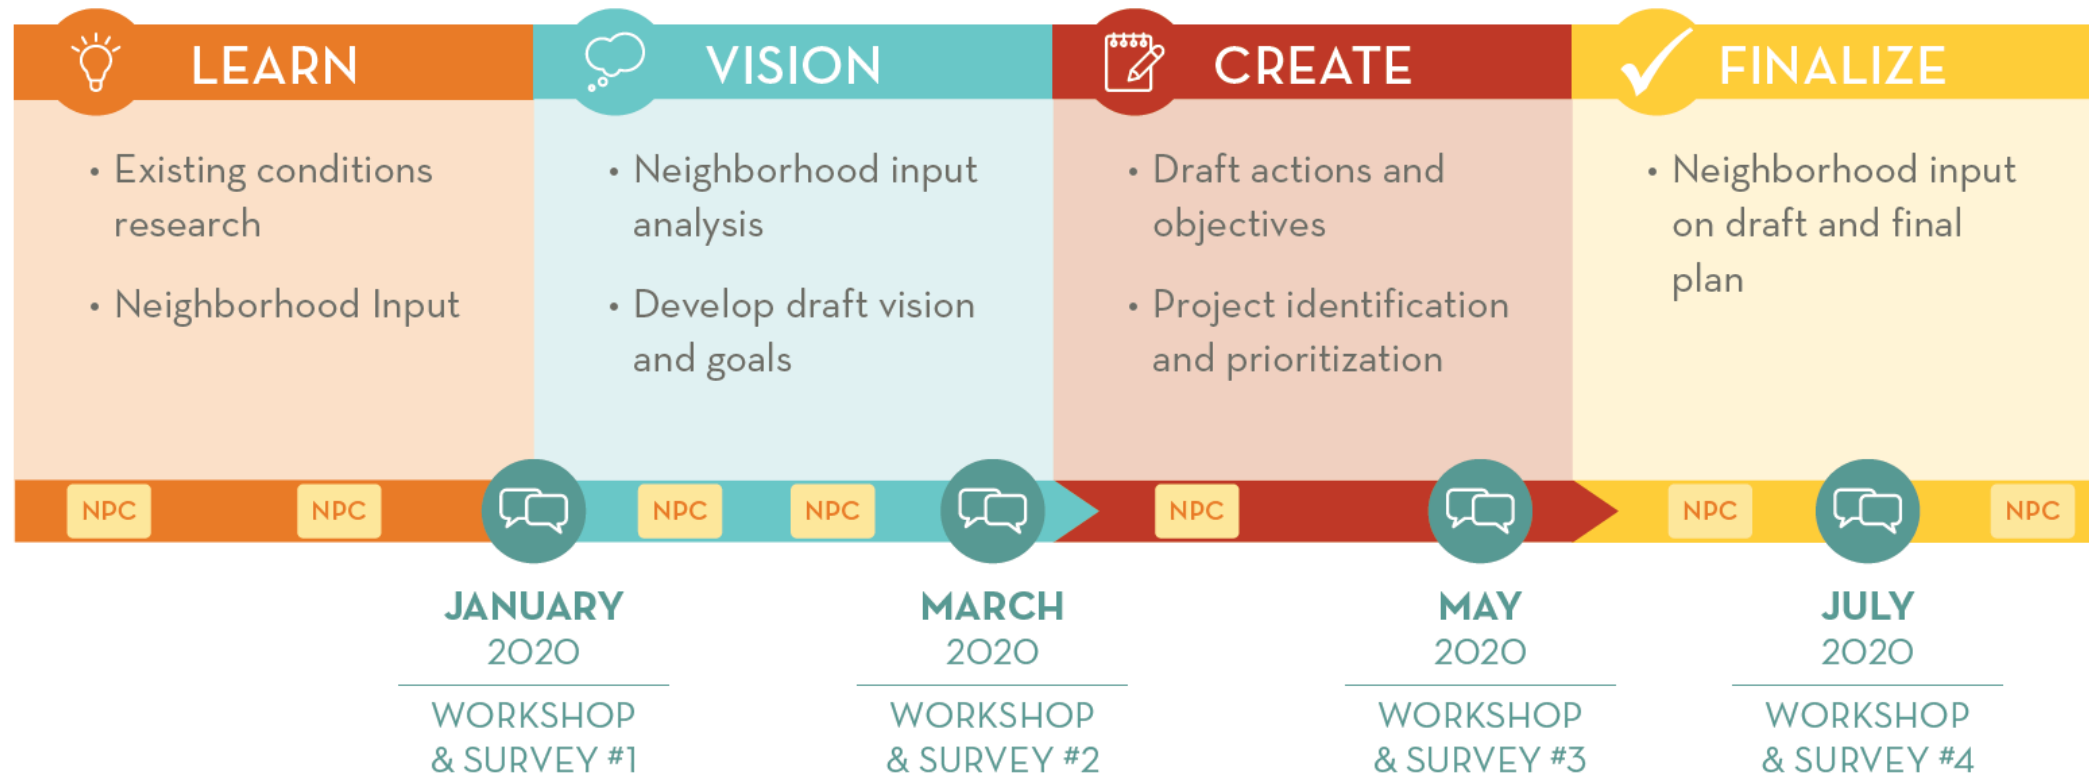 LEARN
VISION
CREATE
FINALIZE
• Existing conditions
research
• Neighborhood Input
• Neighborhood input
analysis
• Develop draft vision
and goals
• Draft actions and
objectives
• Project identification
and prioritization
• Neighborhood input
on draft and final
plan
NPC
NPC
NPC
NPC
NPC
NPC
NPC
JANUARY
2020
WORKSHOP
& SURVEY #1
MARCH
2020
WORKSHOP
& SURVEY #2
MAY
2020
WORKSHOP
& SURVEY #3
JULY
2020
WORKSHOP
& SURVEY #4